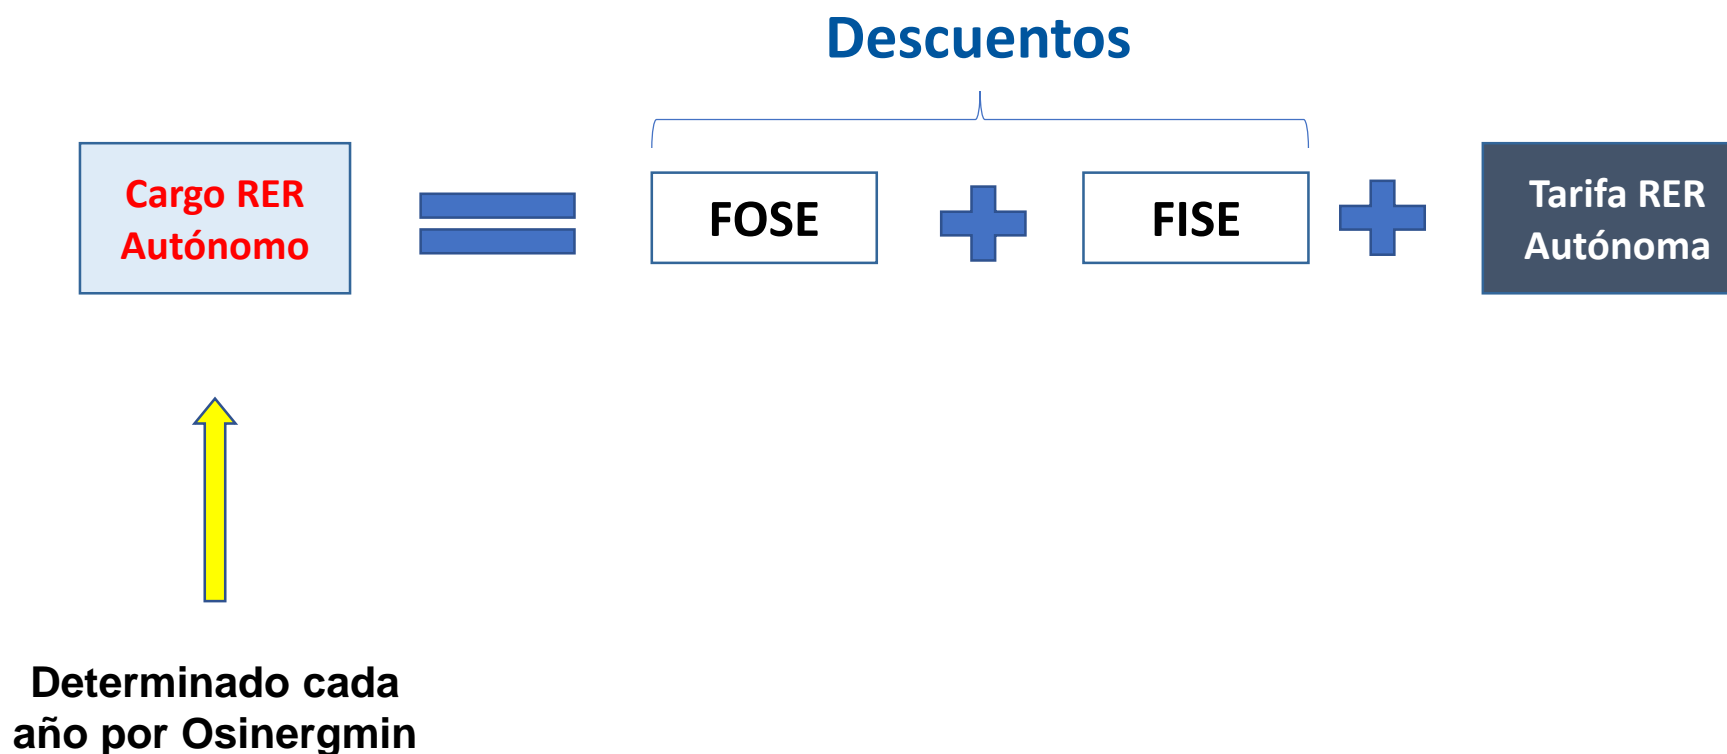 Descuentos
Cargo RER
Autónomo
FOSE
FISE
Tarifa RER
Autónoma
Determinado cada
año por Osinergmin